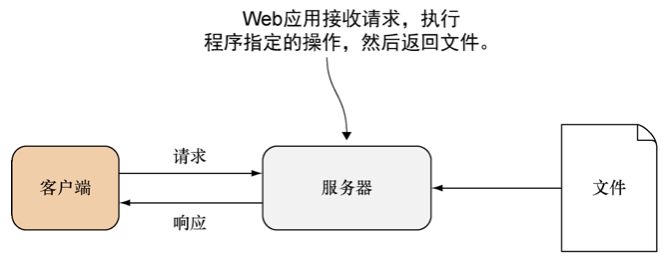 Web应用接收请求，执行
程序指定的操作，然后返回文件。
客户端
请求
响应
服务器
文件